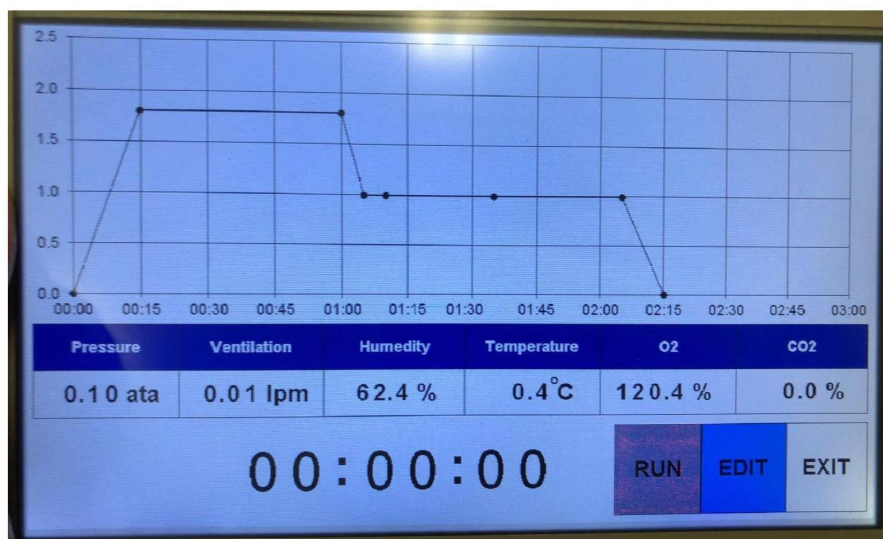 2.5
2.0
1.5
1.0
0.5
0.0
00:00 00:15 00:30 00:45 01:00 01:15 01:30 01:45 02:00 02:15 02:30 02:45 03:00
Pressure Ventilation Humedity Temperature O2 CO2
0.10 ata 0.01 lpm 62.4 % 0.4°C 120.4 % 0.0 %
00:00:00 RUN EDIT EXIT